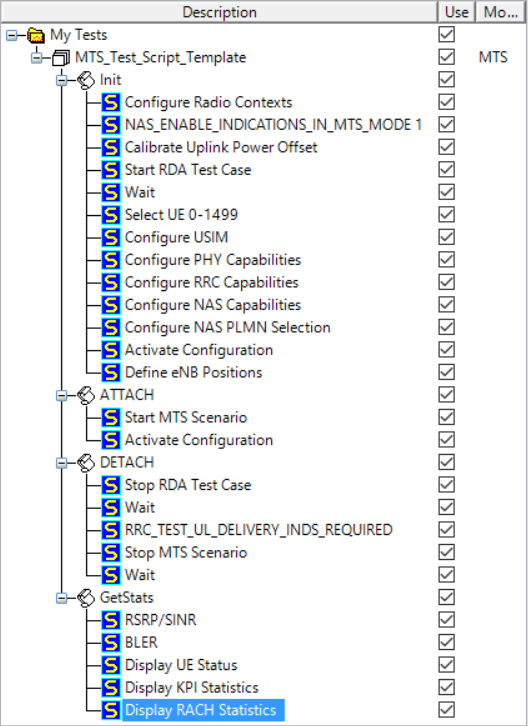 Description Use Mo...
My Tests
MTS_Test_Script_Template MTS
Init
S Configure Radio Contexts
S NAS_ENABLE_INDICATIONS_IN_MTS_MODE 1
S Calibrate Uplink Power Offset
S Start RDA Test Case
S Wait
S Select UE 0-1499
S Configure USIM
S Configure PHY Capabilities
S Configure RRC Capabilities
S Configure NAS Capabilities
S Configure NAS PLMN Selection
S Activate Configuration
S Define eNB Positions
ATTACH
S Start MTS Scenario
S Activate Configuration
DETACH
S Stop RDA Test Case
S Wait
S RRC_TEST_UL_DELIVERY_INDS_REQUIRED
S Stop MTS Scenario
S Wait
GetStats
S RSRP/SINR
S BLER
S Display UE Status
S Display KPI Statistics
S Display RACH Statistics